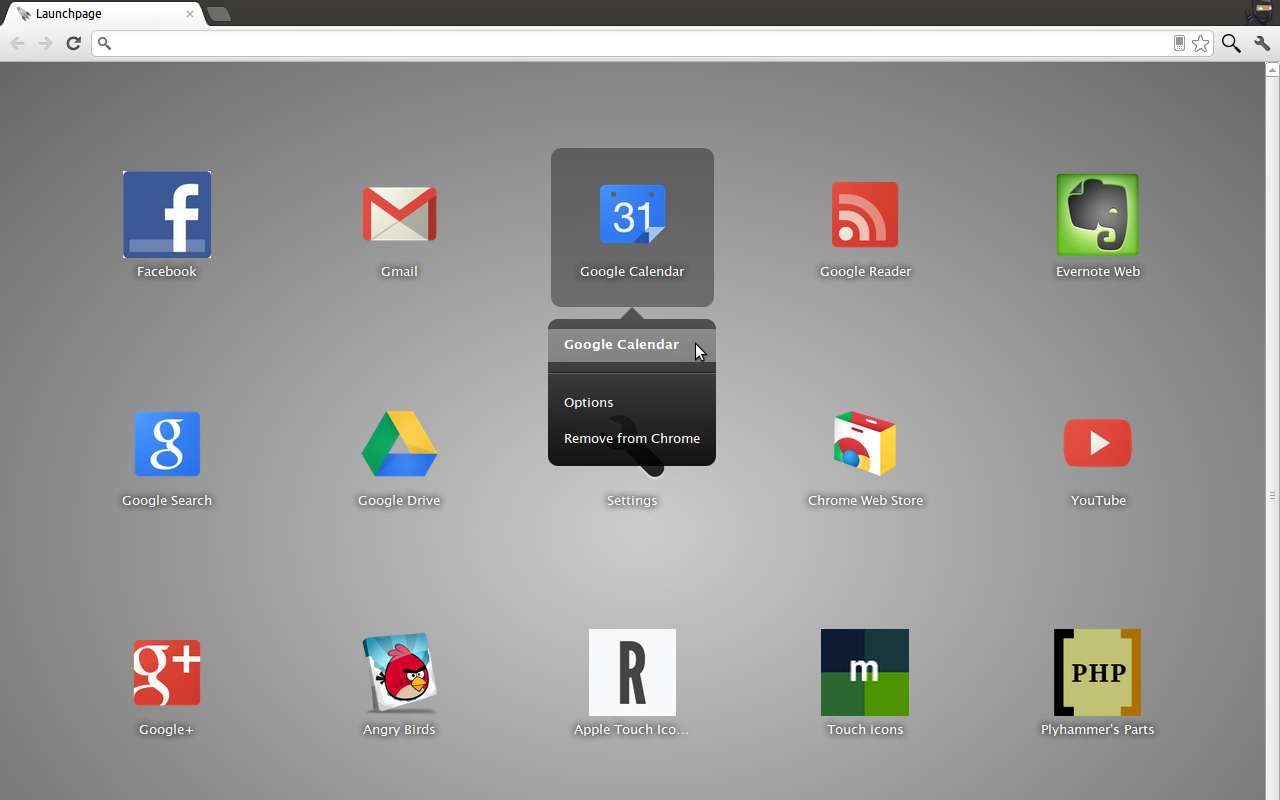 Launchpage
31
Facebook
Gmail
Google Calendar
Google Reader
Evernote Web
Google Calendar
Options
Remove from Chrome
g
Google Search
Google Drive
Settings
Chrome Web Store
YouTube
g+
R
m
PHP
Google+
Angry Birds
Apple Touch Ico...
Touch icons
Plyhammer's Parts